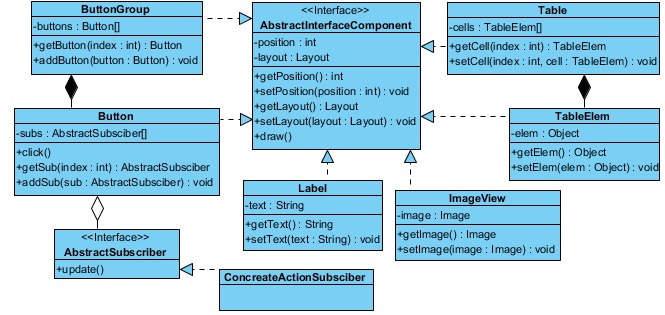 ButtonGroup
-buttons : Button[]
+getButton(index : int) : Button
+addButton(button : Button) : void
<<Interface>>
AbstractInterfaceComponent
-position : int
-layout : Layout
+getPosition() : int
+setPosition(position : int) : void
+getLayout() : Layout
+setLayout(layout : Layout) : void
+draw()
Table
-cells : TableElem[]
+getCell(index : int) : TableElem
+setCell(index : int, cell : TableElem) : void
Button
-subs : AbstractSubsciber[]
+click()
+getSub(index : int) : AbstractSubsciber
+addSub(sub : AbstractSubsciber) : void
TableElem
-elem : Object
+getElem() : Object
+setElem(elem : Object) : void
Label
-text : String
+getText() : String
+setText(text : String) : void
ImageView
-image : Image
+getImage() : Image
+setImage(image : Image) : void
<<Interface>>
AbstractSubscriber
+update()
ConcreateActionSubsciber